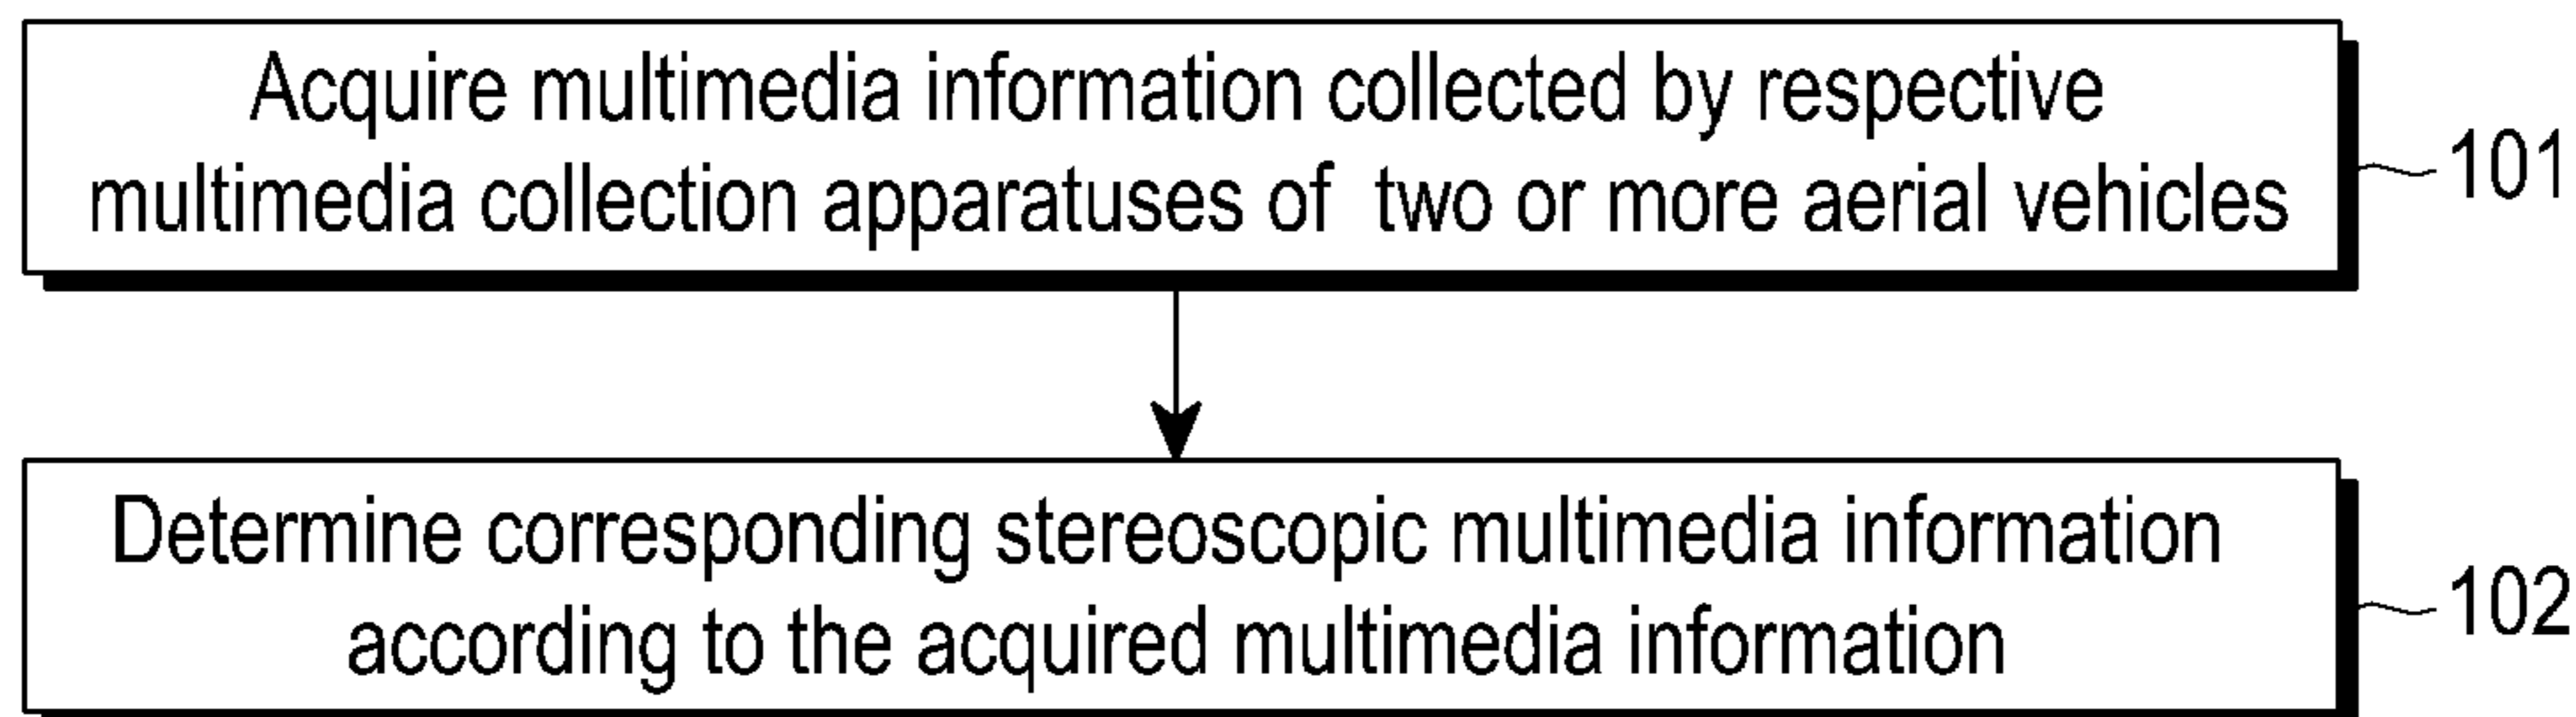 Acquire multimedia information collected by respective
multimedia collection apparatuses of two or more aerial vehicles
101
Determine corresponding stereoscopic multimedia information
according to the acquired multimedia information
102